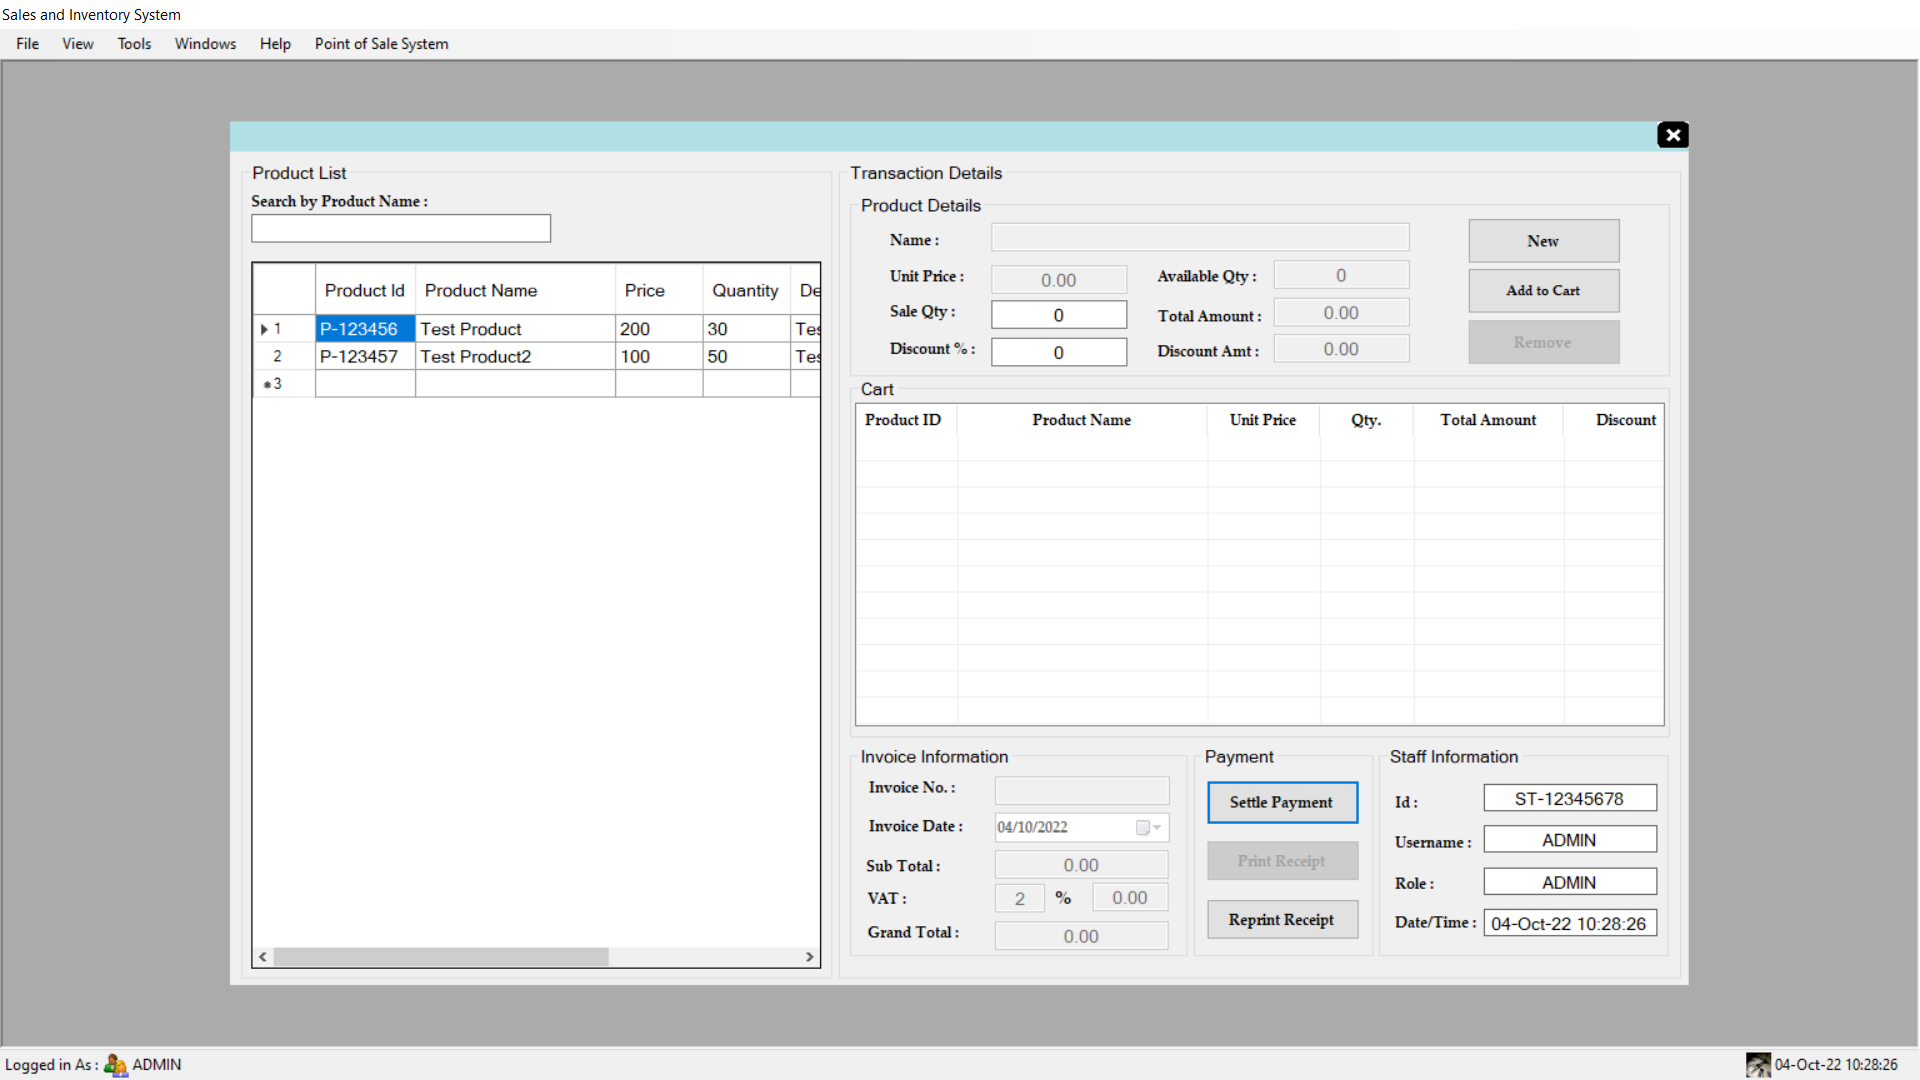 Sales and Inventory System
File View Tools Windows Help Point of Sale System
Product List
Search by Product Name :
Product Id Product Name Price Quantity De
1 P-123456 Test Product 200 30 Tes
2 P-123457 Test Product2 100 50 Tes
3
Transaction Details
Product Details
Name :
Unit Price : 0.00 Available Qty : 0
Sale Qty : 0 Total Amount : 0.00
Discount % : 0 Discount Amt : 0.00
New
Add to Cart
Remove
Cart
Product ID Product Name Unit Price Qty. Total Amount Discount
Invoice Information
Invoice No. :
Invoice Date : 04/10/2022
Sub Total : 0.00
VAT : 2 % 0.00
Grand Total : 0.00
Payment
Settle Payment
Print Receipt
Reprint Receipt
Staff Information
Id : ST-12345678
Username : ADMIN
Role : ADMIN
Date/Time : 04-Oct-22 10:28:26
Logged in As : ADMIN
04-Oct-22 10:28:26